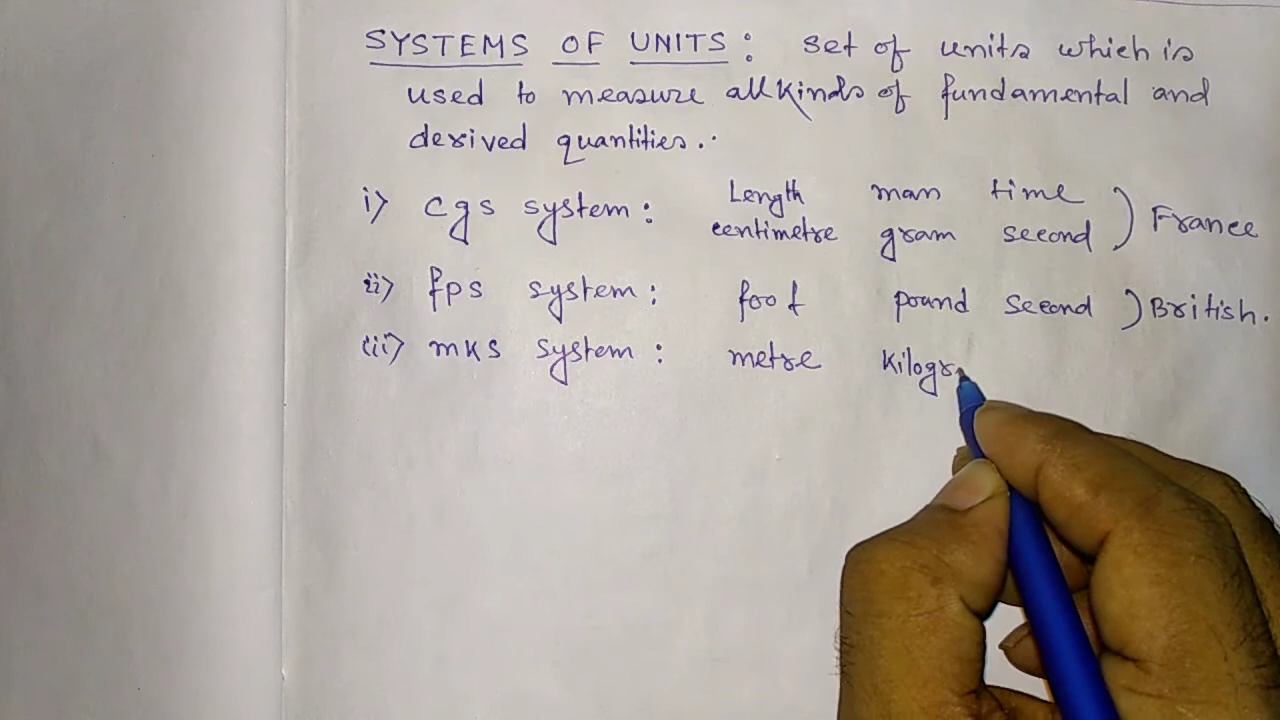 SYSTEMS OF UNITS: set of units which is
used to measure all kinds of fundamental and
derived quantities.
i) cgs system: Length mass time
centimetre gram second ) France
ii) fps system: foot pound second ) British.
iii) mks system: metre kilogr